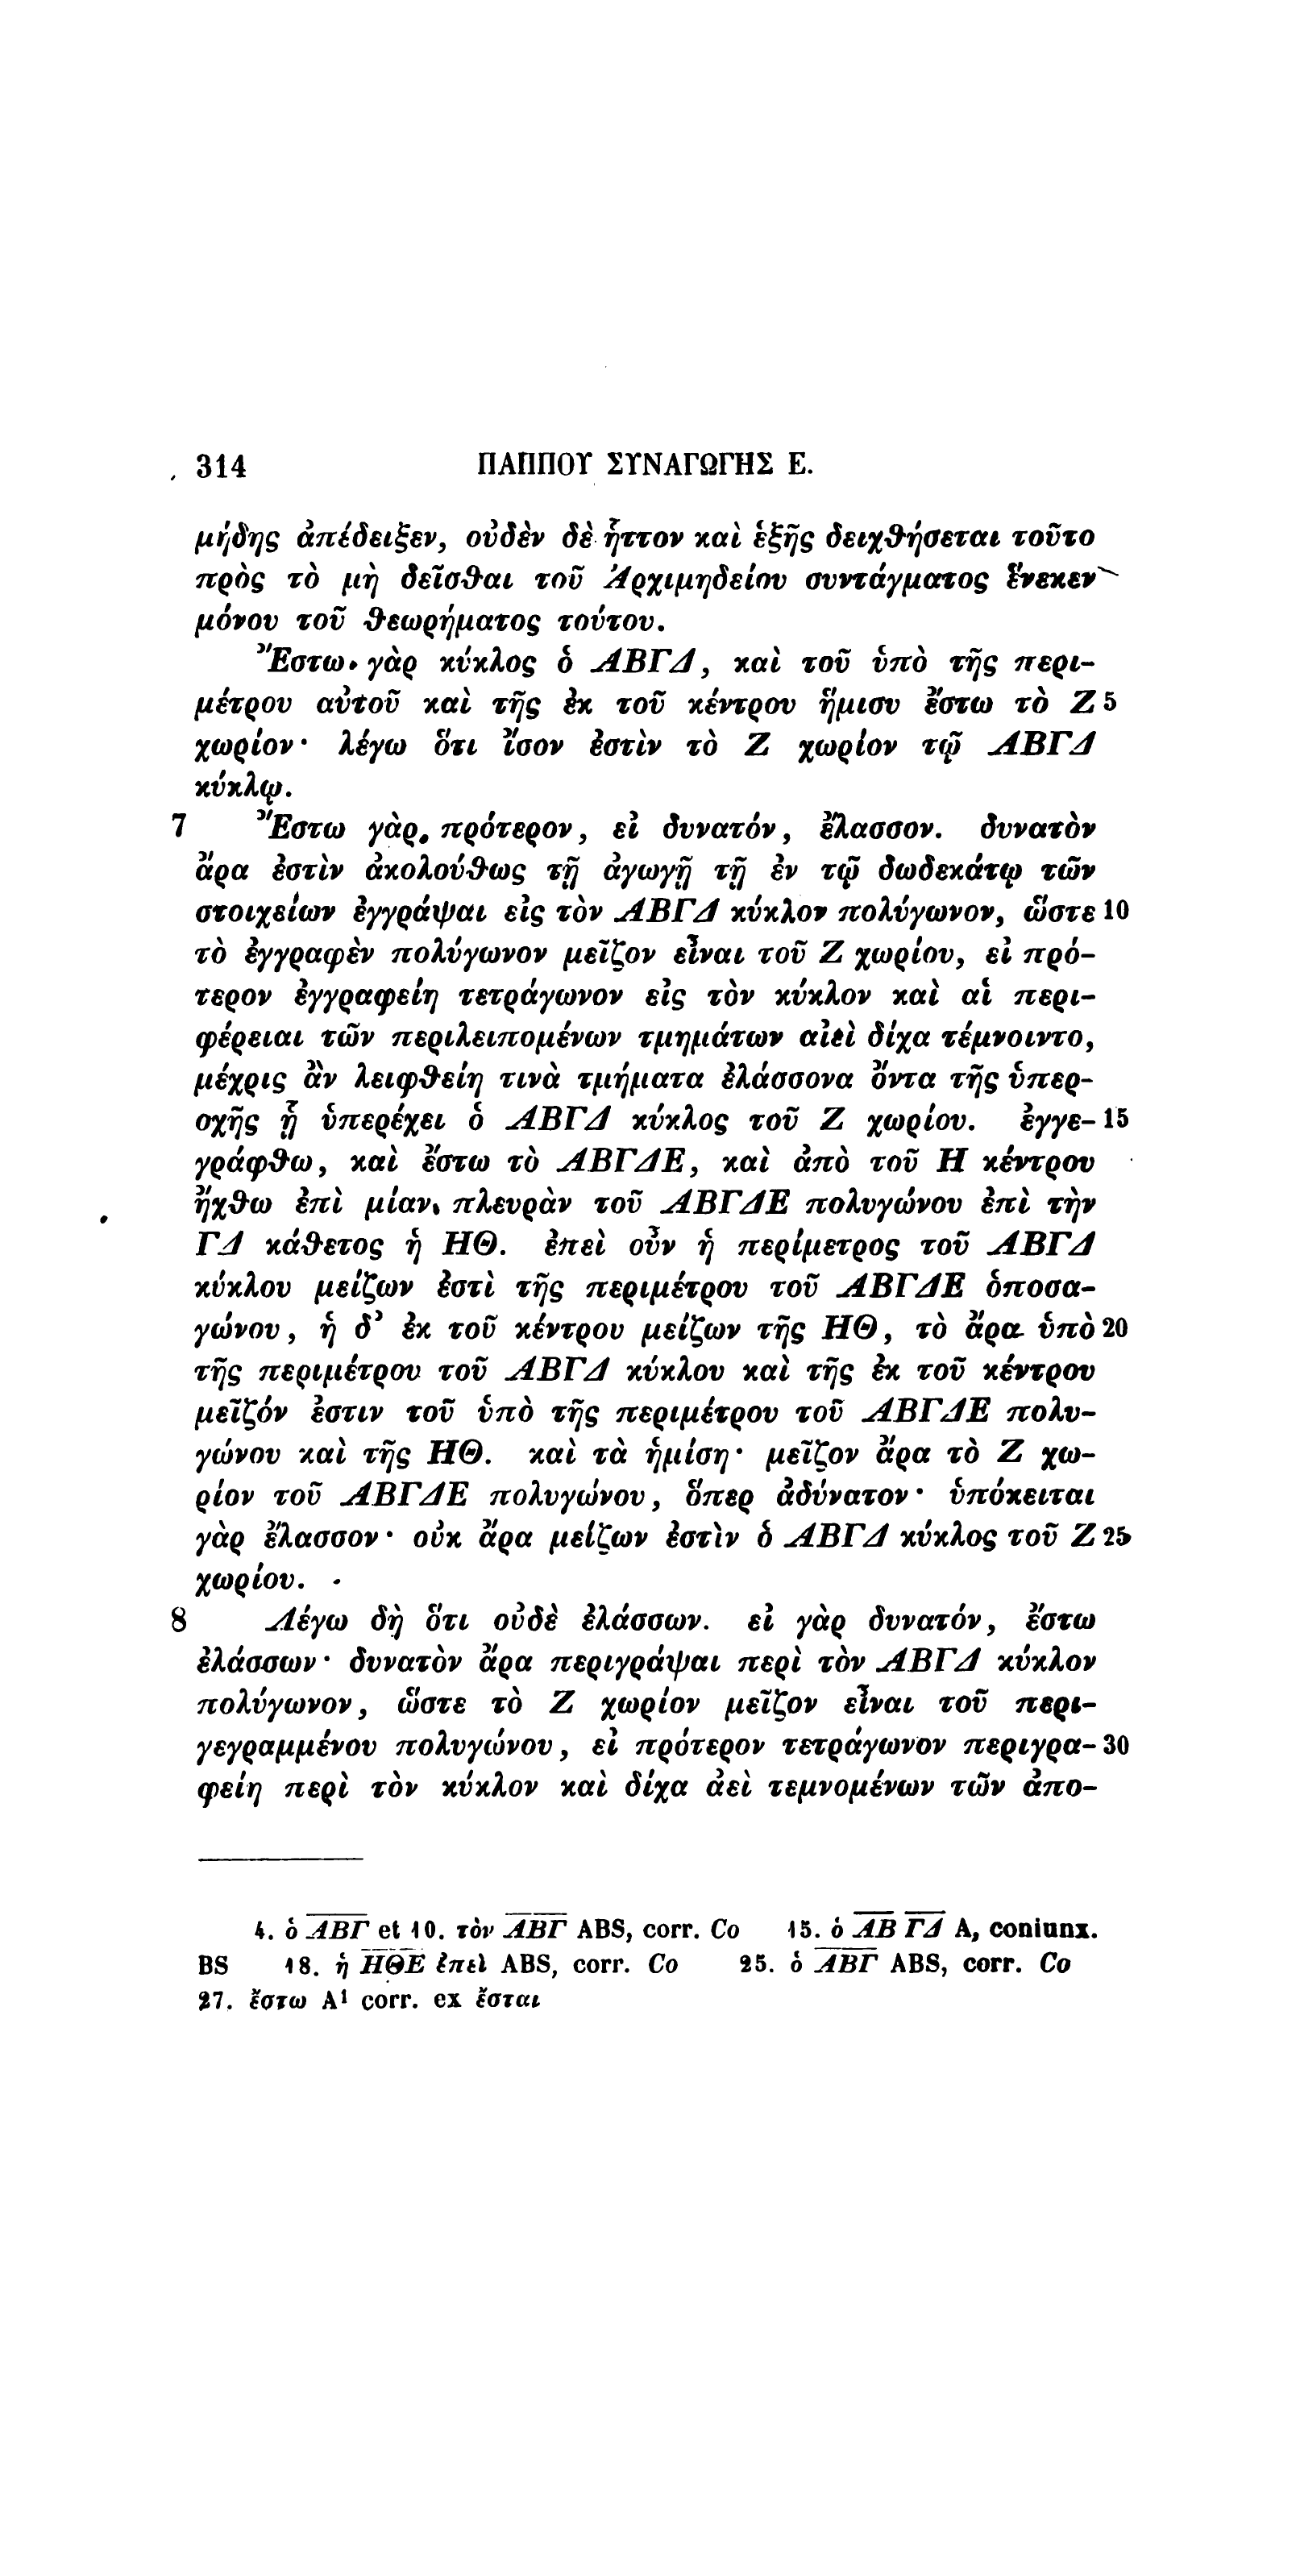 314 ΠΑΠΠΟΥ ΣΥΝΑΓΩΓΗΣ Ε.
μήδης ἀπέδειξεν, οὐδὲν δὲ ἧττον καὶ ἑξῆς δειχθήσεται τοῦτο
πρὸς τὸ μὴ δεῖσθαι τοῦ Ἀρχιμηδείου συντάγματος ἕνεκεν
μόνου τοῦ θεωρήματος τούτου.
Ἔστω γὰρ κύκλος ὁ ΑΒΓΔ, καὶ τοῦ ὑπὸ τῆς περι-
μέτρου αὐτοῦ καὶ τῆς ἐκ τοῦ κέντρου ἥμισυ ἔστω τὸ Ζ 5
χωρίον· λέγω ὅτι ἴσον ἐστὶν τὸ Ζ χωρίον τῷ ΑΒΓΔ
κύκλῳ.
7 Ἔστω γὰρ πρότερον, εἰ δυνατόν, ἔλασσον. δυνατὸν
ἄρα ἐστὶν ἀκολούθως τῇ ἀγωγῇ τῇ ἐν τῷ δωδεκάτῳ τῶν
στοιχείων ἐγγράψαι εἰς τὸν ΑΒΓΔ κύκλον πολύγωνον, ὥστε 10
τὸ ἐγγραφὲν πολύγωνον μεῖζον εἶναι τοῦ Ζ χωρίου, εἰ πρό-
τερον ἐγγραφείη τετράγωνον εἰς τὸν κύκλον καὶ αἱ περι-
φέρειαι τῶν περιλειπομένων τμημάτων αἰεὶ δίχα τέμνοιντο,
μέχρις ἂν λειφθείη τινὰ τμήματα ἐλάσσονα ὄντα τῆς ὑπερ-
οχῆς ᾗ ὑπερέχει ὁ ΑΒΓΔ κύκλος τοῦ Ζ χωρίου. ἐγγε- 15
γράφθω, καὶ ἔστω τὸ ΑΒΓΔΕ, καὶ ἀπὸ τοῦ Η κέντρου
ἤχθω ἐπὶ μίαν πλευρὰν τοῦ ΑΒΓΔΕ πολυγώνου ἐπὶ τὴν
ΓΔ κάθετος ἡ ΗΘ. ἐπεὶ οὖν ἡ περίμετρος τοῦ ΑΒΓΔ
κύκλου μείζων ἐστὶ τῆς περιμέτρου τοῦ ΑΒΓΔΕ ὁποσα-
γώνου, ἡ δ' ἐκ τοῦ κέντρου μείζων τῆς ΗΘ, τὸ ἄρα ὑπὸ 20
τῆς περιμέτρου τοῦ ΑΒΓΔ κύκλου καὶ τῆς ἐκ τοῦ κέντρου
μεῖζόν ἐστιν τοῦ ὑπὸ τῆς περιμέτρου τοῦ ΑΒΓΔΕ πολυ-
γώνου καὶ τῆς ΗΘ. καὶ τὰ ἡμίση· μεῖζον ἄρα τὸ Ζ χω-
ρίον τοῦ ΑΒΓΔΕ πολυγώνου, ὅπερ ἀδύνατον· ὑπόκειται
γὰρ ἔλασσον· οὐκ ἄρα μείζων ἐστὶν ὁ ΑΒΓΔ κύκλος τοῦ Ζ 25
χωρίου.
8 Λέγω δὴ ὅτι οὐδὲ ἐλάσσων. εἰ γὰρ δυνατόν, ἔστω
ἐλάσσων· δυνατὸν ἄρα περιγράψαι περὶ τὸν ΑΒΓΔ κύκλον
πολύγωνον, ὥστε τὸ Ζ χωρίον μεῖζον εἶναι τοῦ περι-
γεγραμμένου πολυγώνου, εἰ πρότερον τετράγωνον περιγρα- 30
φείη περὶ τὸν κύκλον καὶ δίχα ἀεὶ τεμνομένων τῶν ἀπο-
4. ὁ ΑΒΓ et 10. τὸν ΑΒΓ ABS, corr. Co 15. ὁ ΑΒ ΓΔ A, coniunx.
BS 18. ἡ ΗΘΕ ἐπεὶ ABS, corr. Co 25. ὁ ΑΒΓ ABS, corr. Co
27. ἔστω A¹ corr. ex ἔσται